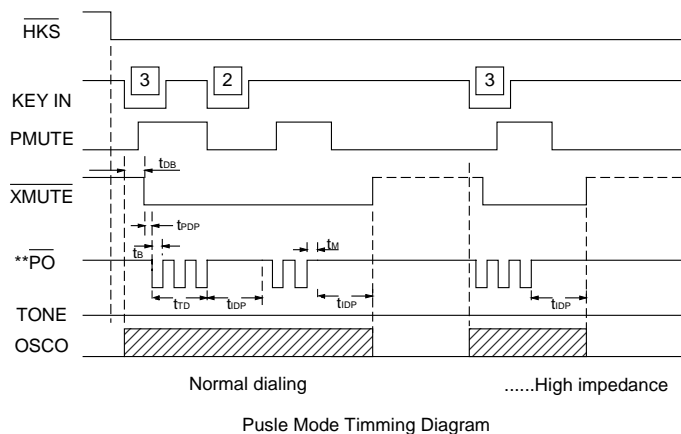 HKS
3 2 3
KEY IN
PMUTE
tDB
XMUTE
tPDP
tB tM
**PO
tTD tIDP tIDP tIDP
TONE
OSCO
Normal dialing ......High impedance
Pusle Mode Timming Diagram